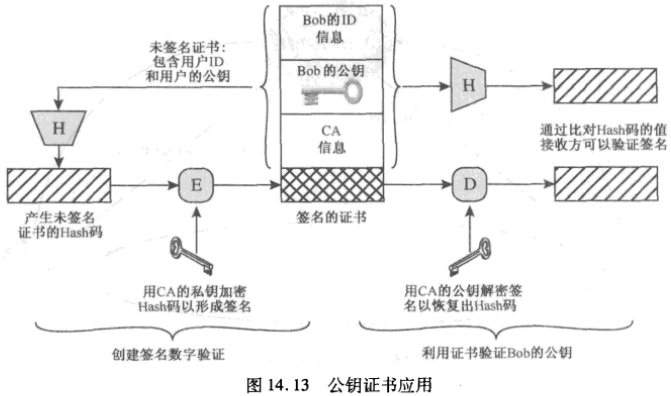 Bob的ID
信息
未签名证书:
包含用户ID
和用户的公钥
Bob的公钥
H
H
CA
信息
通过比对Hash码的值
接收方可以验证签名
E
D
产生未签名
证书的Hash码
签名的证书
用CA的私钥加密
Hash码以形成签名
用CA的公钥解密签
名以恢复出Hash码
创建签名数字验证
利用证书验证Bob的公钥
图 14.13 公钥证书应用